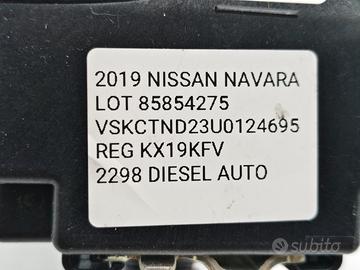 2019 NISSAN NAVARA
LOT 85854275
VSKCTND23U0124695
REG KX19KFV
2298 DIESEL AUTO
subito